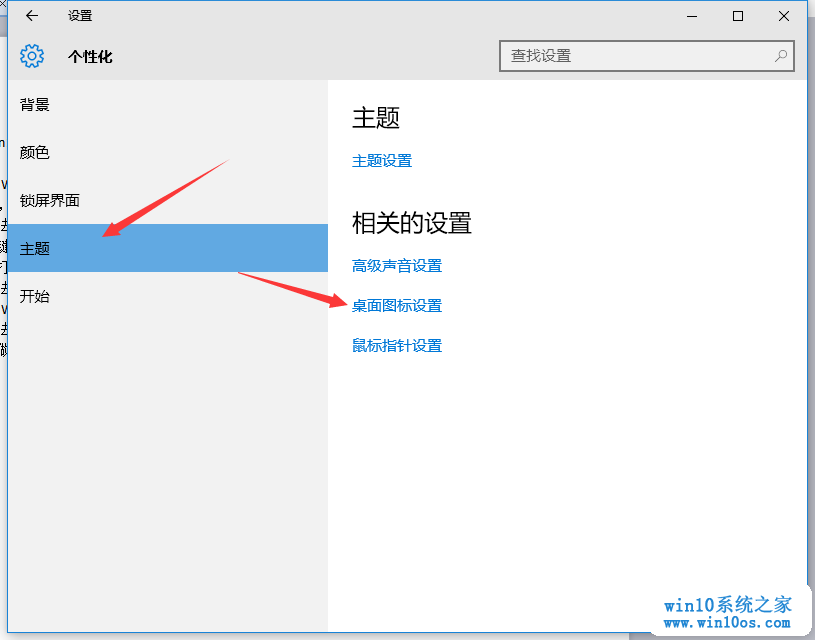 设置
个性化
查找设置
背景
颜色
锁屏界面
主题
开始
主题
主题设置
相关的设置
高级声音设置
桌面图标设置
鼠标指针设置
win10系统之家
www.win10os.com